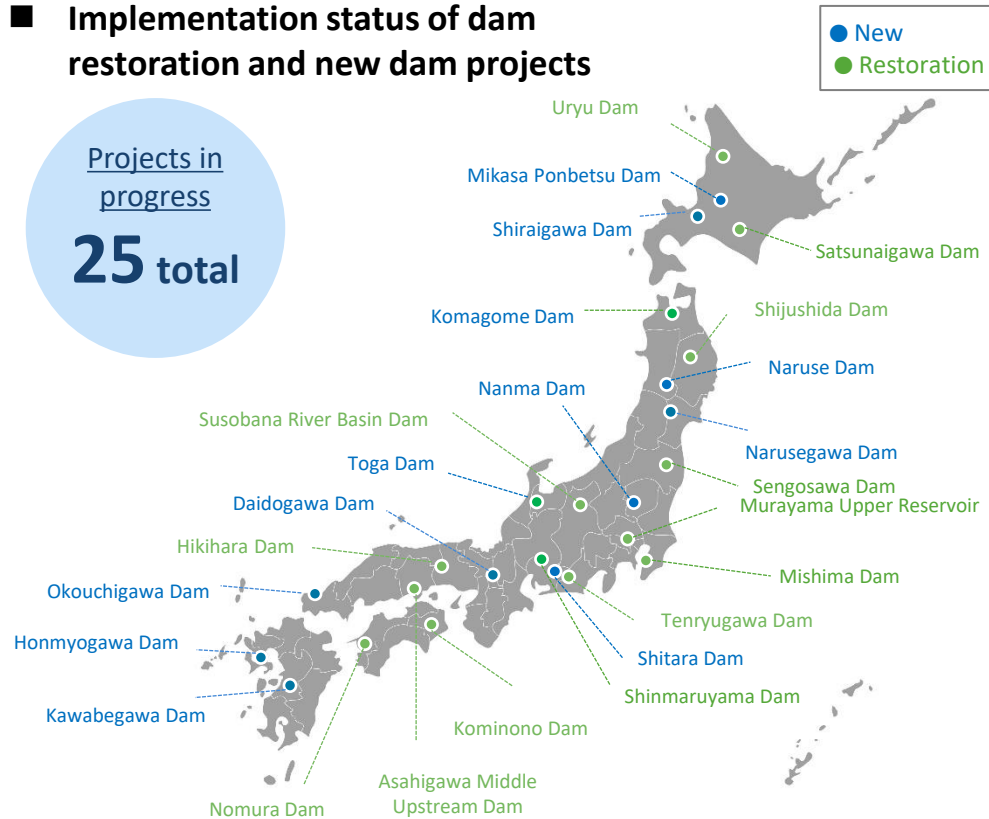 ■ Implementation status of dam
restoration and new dam projects
New
Restoration
Projects in
progress
25 total
Uryu Dam
Mikasa Ponbetsu Dam
Shiraigawa Dam
Satsunaigawa Dam
Komagome Dam
Shijushida Dam
Naruse Dam
Nanma Dam
Susobana River Basin Dam
Narusegawa Dam
Toga Dam
Sengosawa Dam
Murayama Upper Reservoir
Daidogawa Dam
Hikihara Dam
Mishima Dam
Okouchigawa Dam
Tenryugawa Dam
Honmyogawa Dam
Shitara Dam
Shinmaruyama Dam
Kawabegawa Dam
Kominono Dam
Asahigawa Middle
Upstream Dam
Nomura Dam